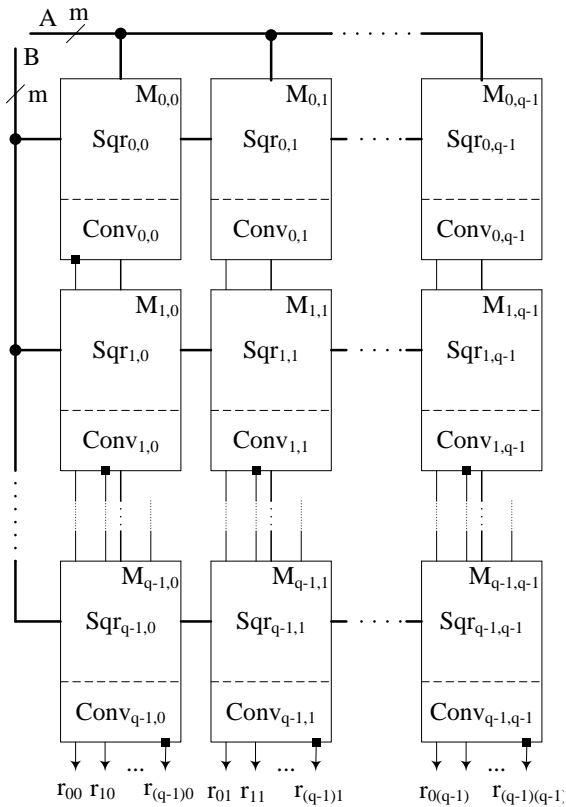 A m
B
m
M0,0 M0,1 M0,q-1
Sqr0,0 Sqr0,1 Sqr0,q-1
Conv0,0 Conv0,1 Conv0,q-1
M1,0 M1,1 M1,q-1
Sqr1,0 Sqr1,1 Sqr1,q-1
Conv1,0 Conv1,1 Conv1,q-1
Mq-1,0 Mq-1,1 Mq-1,q-1
Sqrq-1,0 Sqrq-1,1 Sqrq-1,q-1
Convq-1,0 Convq-1,1 Convq-1,q-1
... ... ...
r00 r10 r(q-1)0 r01 r11 r(q-1)1 r0(q-1) r(q-1)(q-1)